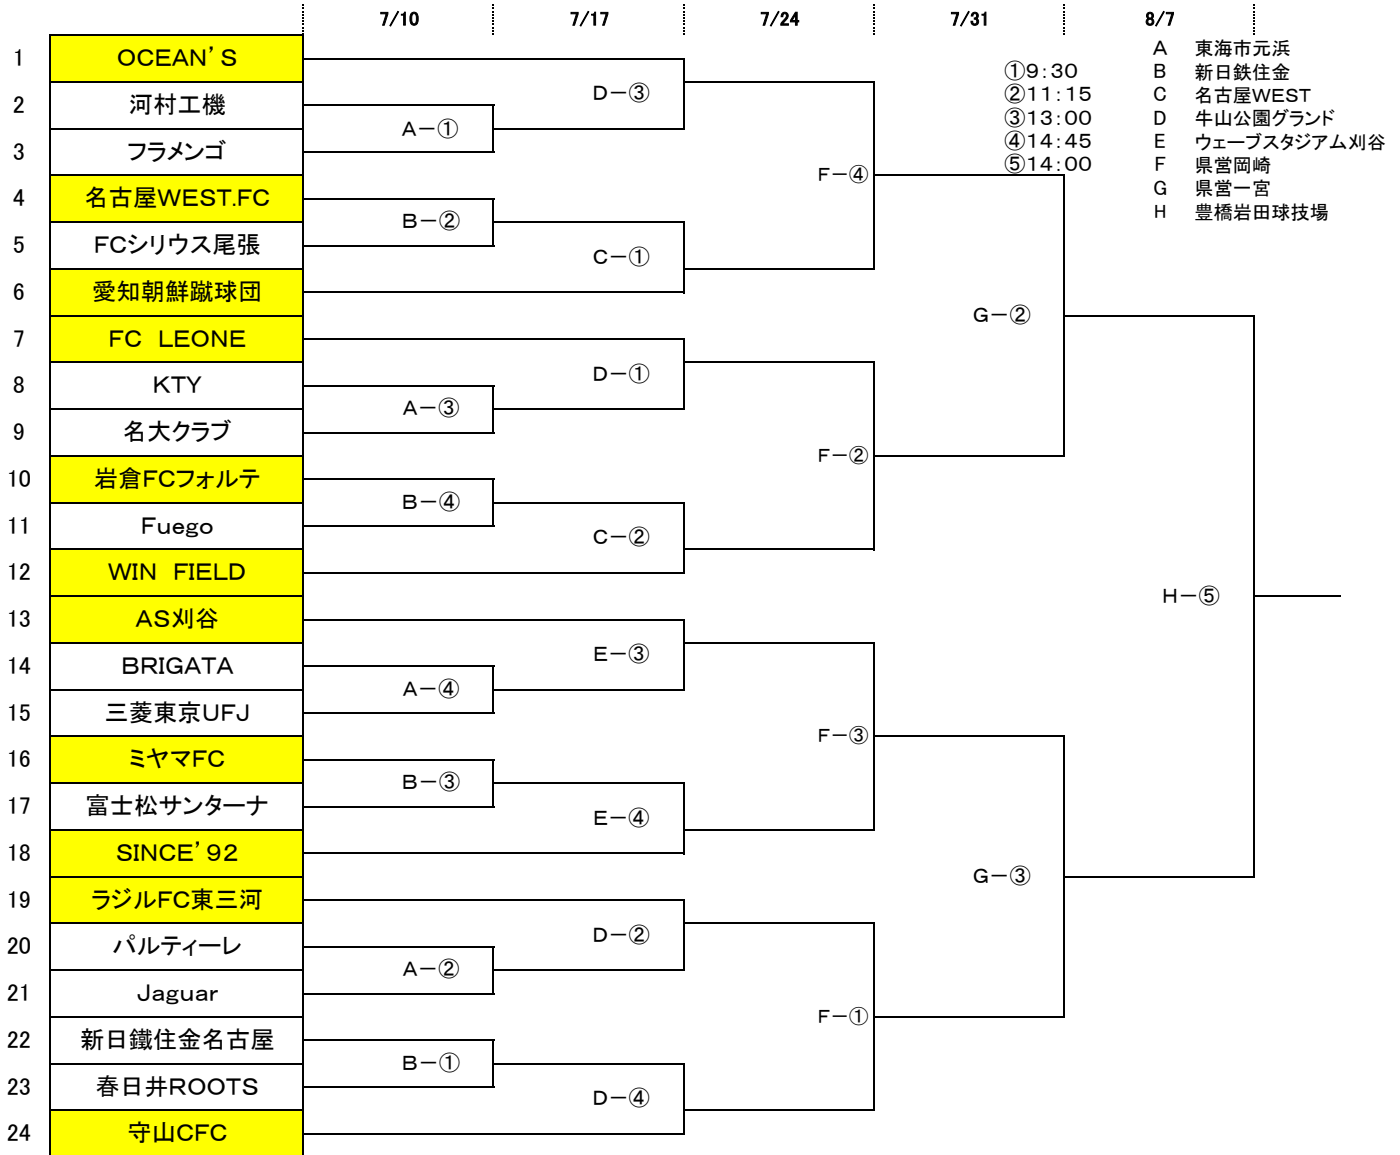 7/10 7/17 7/24 7/31 8/7
A 東海市元浜
①9:30 B 新日鉄住金
②11:15 C 名古屋WEST
③13:00 D 牛山公園グランド
④14:45 E ウェーブスタジアム刈谷
⑤14:00 F 県営岡崎
G 県営一宮
H 豊橋岩田球技場
1 OCEAN'S
D-③
2 河村工機
A-①
3 フラメンゴ
F-④
4 名古屋WEST.FC
B-②
5 FCシリウス尾張
C-①
6 愛知朝鮮蹴球団
G-②
7 FC LEONE
D-①
8 KTY
A-③
9 名大クラブ
F-②
10 岩倉FCフォルテ
B-④
11 Fuego
C-②
12 WIN FIELD
H-⑤
13 AS刈谷
E-③
14 BRIGATA
A-④
15 三菱東京UFJ
F-③
16 ミヤマFC
B-③
17 富士松サンターナ
E-④
18 SINCE'92
G-③
19 ラジルFC東三河
D-②
20 パルティーレ
A-②
21 Jaguar
F-①
22 新日鐵住金名古屋
B-①
23 春日井ROOTS
D-④
24 守山CFC